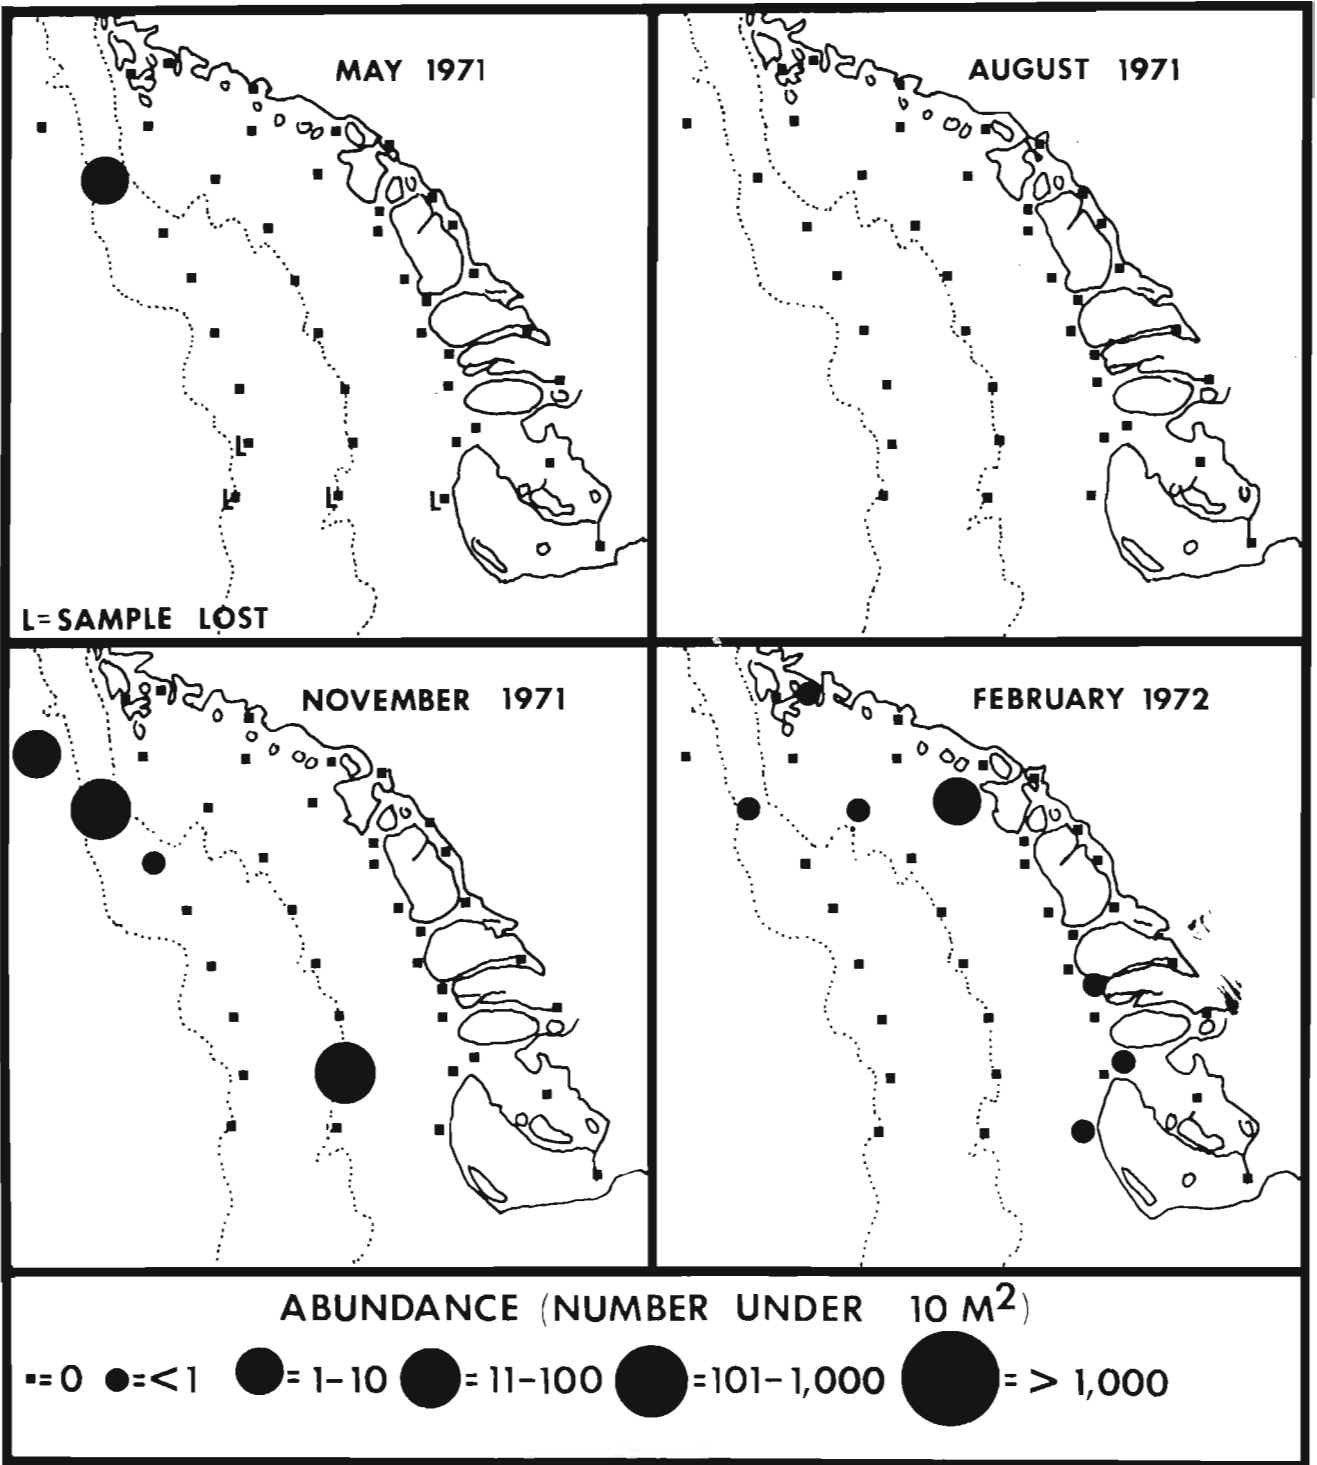 MAY 1971
AUGUST 1971
L
L
L
L
L=SAMPLE LOST
NOVEMBER 1971
FEBRUARY 1972
ABUNDANCE (NUMBER UNDER 10 M²)
=0 =<1 =1-10 =11-100 =101-1,000 => 1,000